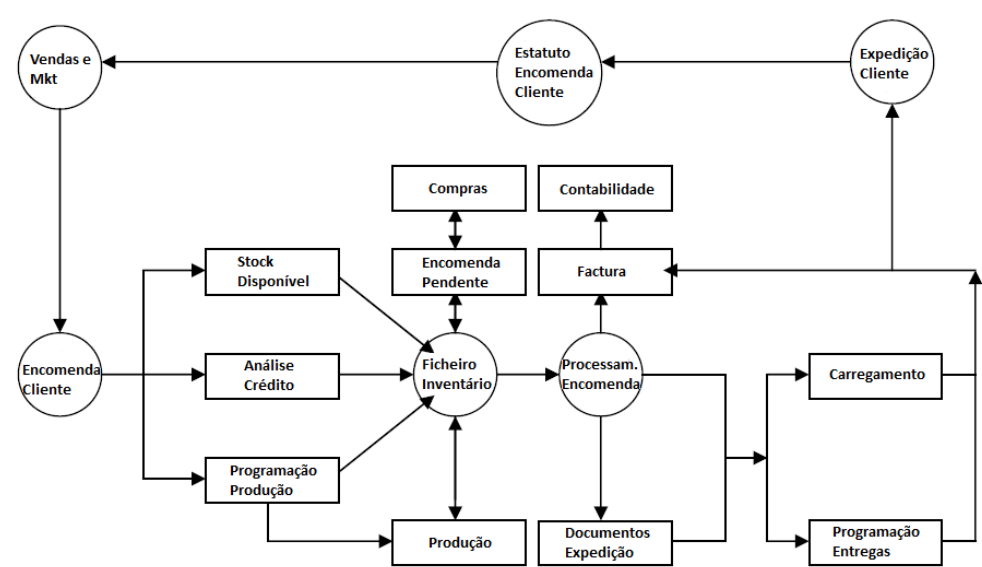 Vendas e
Mkt
Estatuto
Encomenda
Cliente
Expedição
Cliente
Compras
Contabilidade
Stock
Disponível
Encomenda
Pendente
Factura
Encomenda
Cliente
Análise
Crédito
Ficheiro
Inventário
Processam.
Encomenda
Carregamento
Programação
Produção
Produção
Documentos
Expedição
Programação
Entregas